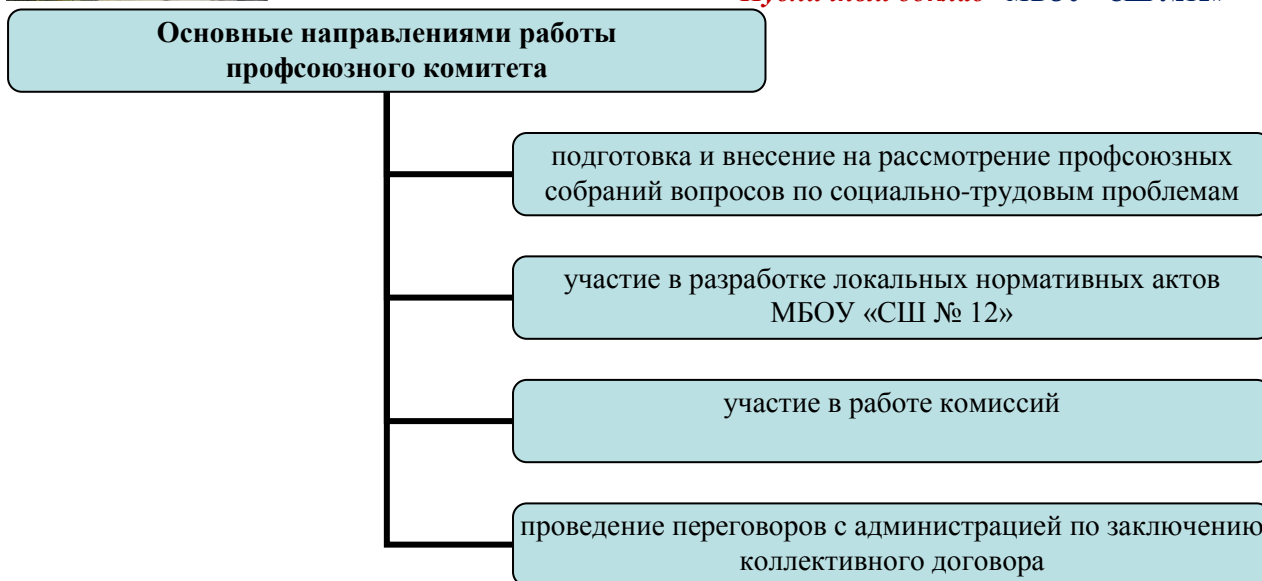 Основные направлениями работы
профсоюзного комитета
подготовка и внесение на рассмотрение профсоюзных
собраний вопросов по социально-трудовым проблемам
участие в разработке локальных нормативных актов
МБОУ «СШ № 12»
участие в работе комиссий
проведение переговоров с администрацией по заключению
коллективного договора